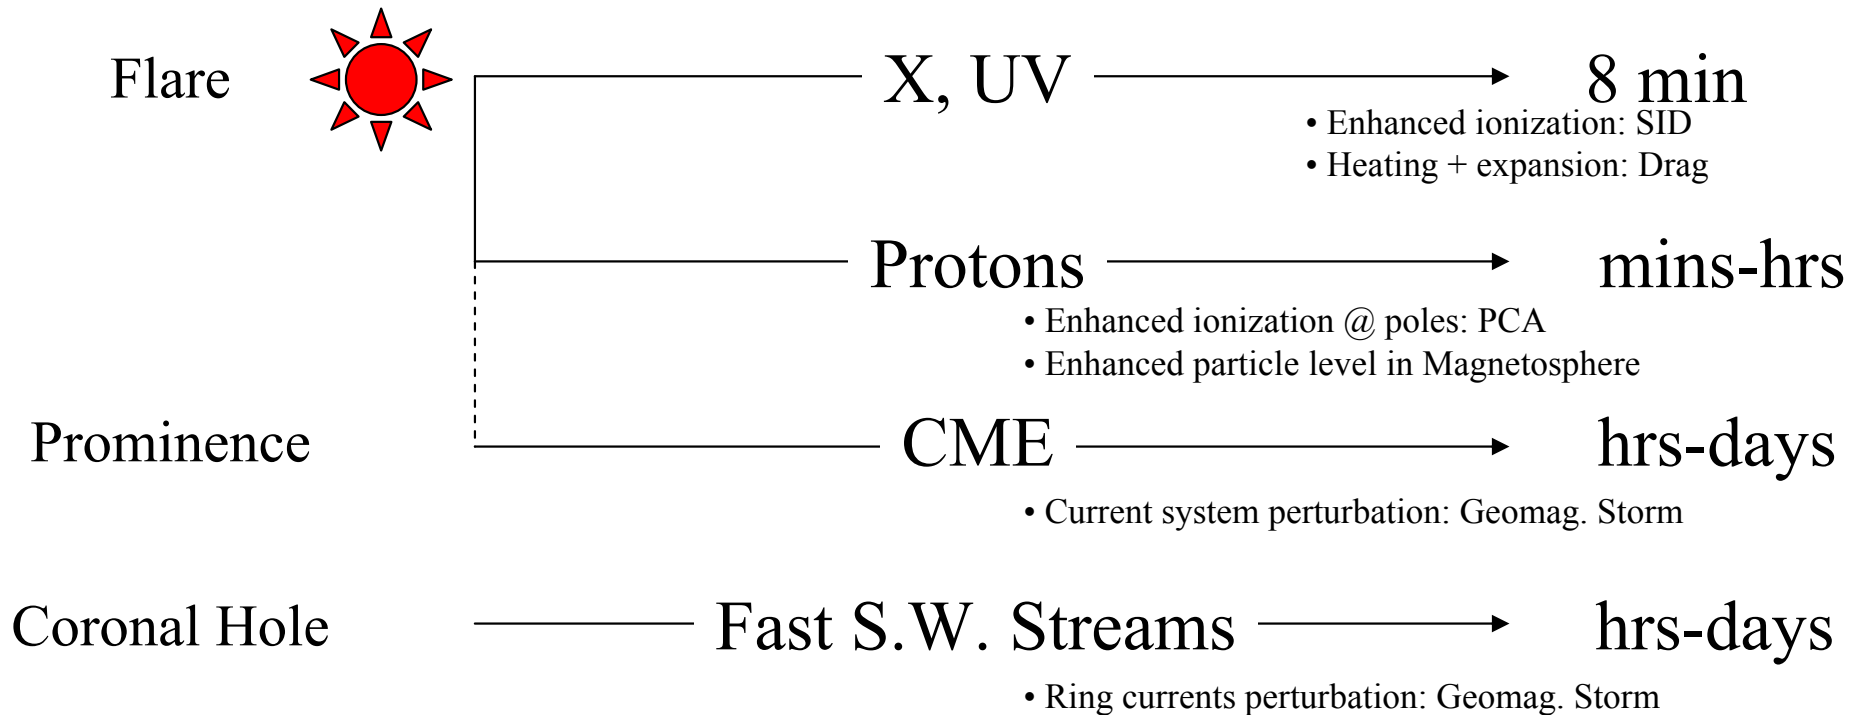 Flare X, UV 8 min
• Enhanced ionization: SID
• Heating + expansion: Drag
Protons mins-hrs
• Enhanced ionization @ poles: PCA
• Enhanced particle level in Magnetosphere
Prominence CME hrs-days
• Current system perturbation: Geomag. Storm
Coronal Hole Fast S.W. Streams hrs-days
• Ring currents perturbation: Geomag. Storm